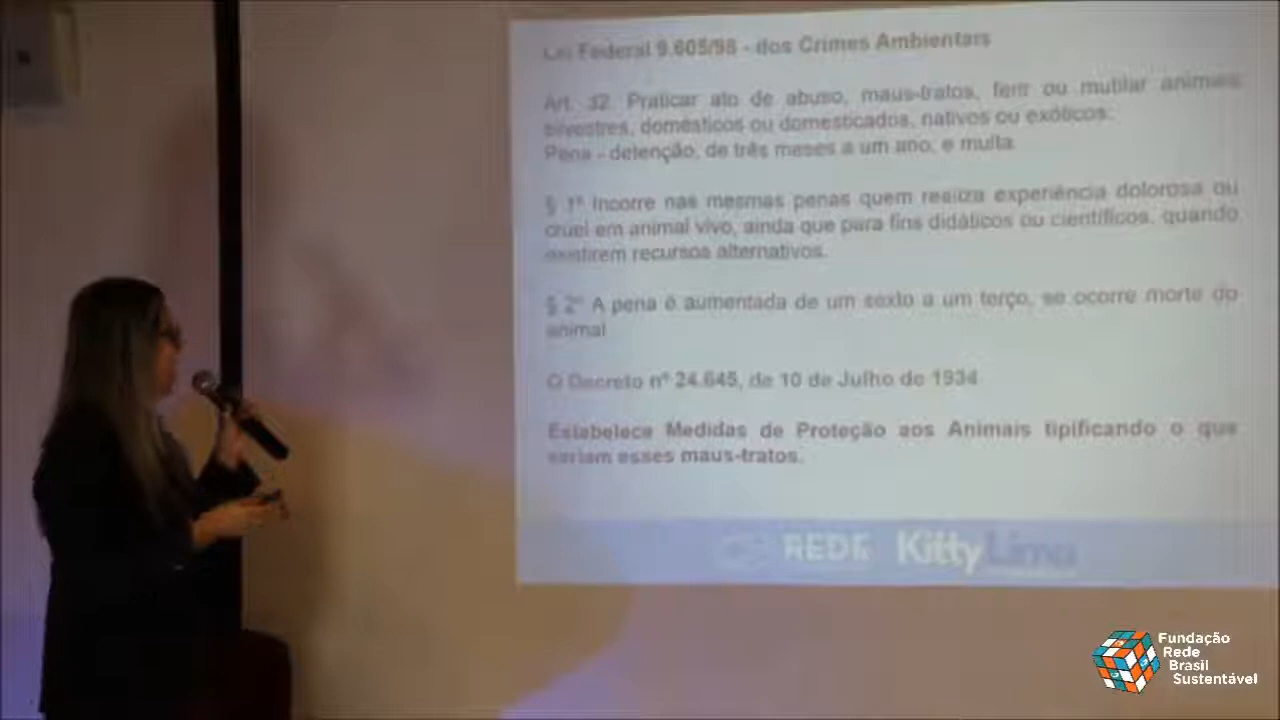 Lei Federal 9.605/98 - dos Crimes Ambientais
Art. 32. Praticar ato de abuso, maus-tratos, ferir ou mutilar animais
silvestres, domésticos ou domesticados, nativos ou exóticos:
Pena - detenção, de três meses a um ano, e multa.
§ 1º Incorre nas mesmas penas quem realiza experiência dolorosa ou
cruel em animal vivo, ainda que para fins didáticos ou científicos, quando
existirem recursos alternativos.
§ 2º A pena é aumentada de um sexto a um terço, se ocorre morte do
animal.
O Decreto nº 24.645, de 10 de Julho de 1934
Estabelece Medidas de Proteção aos Animais tipificando o que
seriam esses maus-tratos.
REDE KittyLima
Fundação
Rede
Brasil
Sustentável